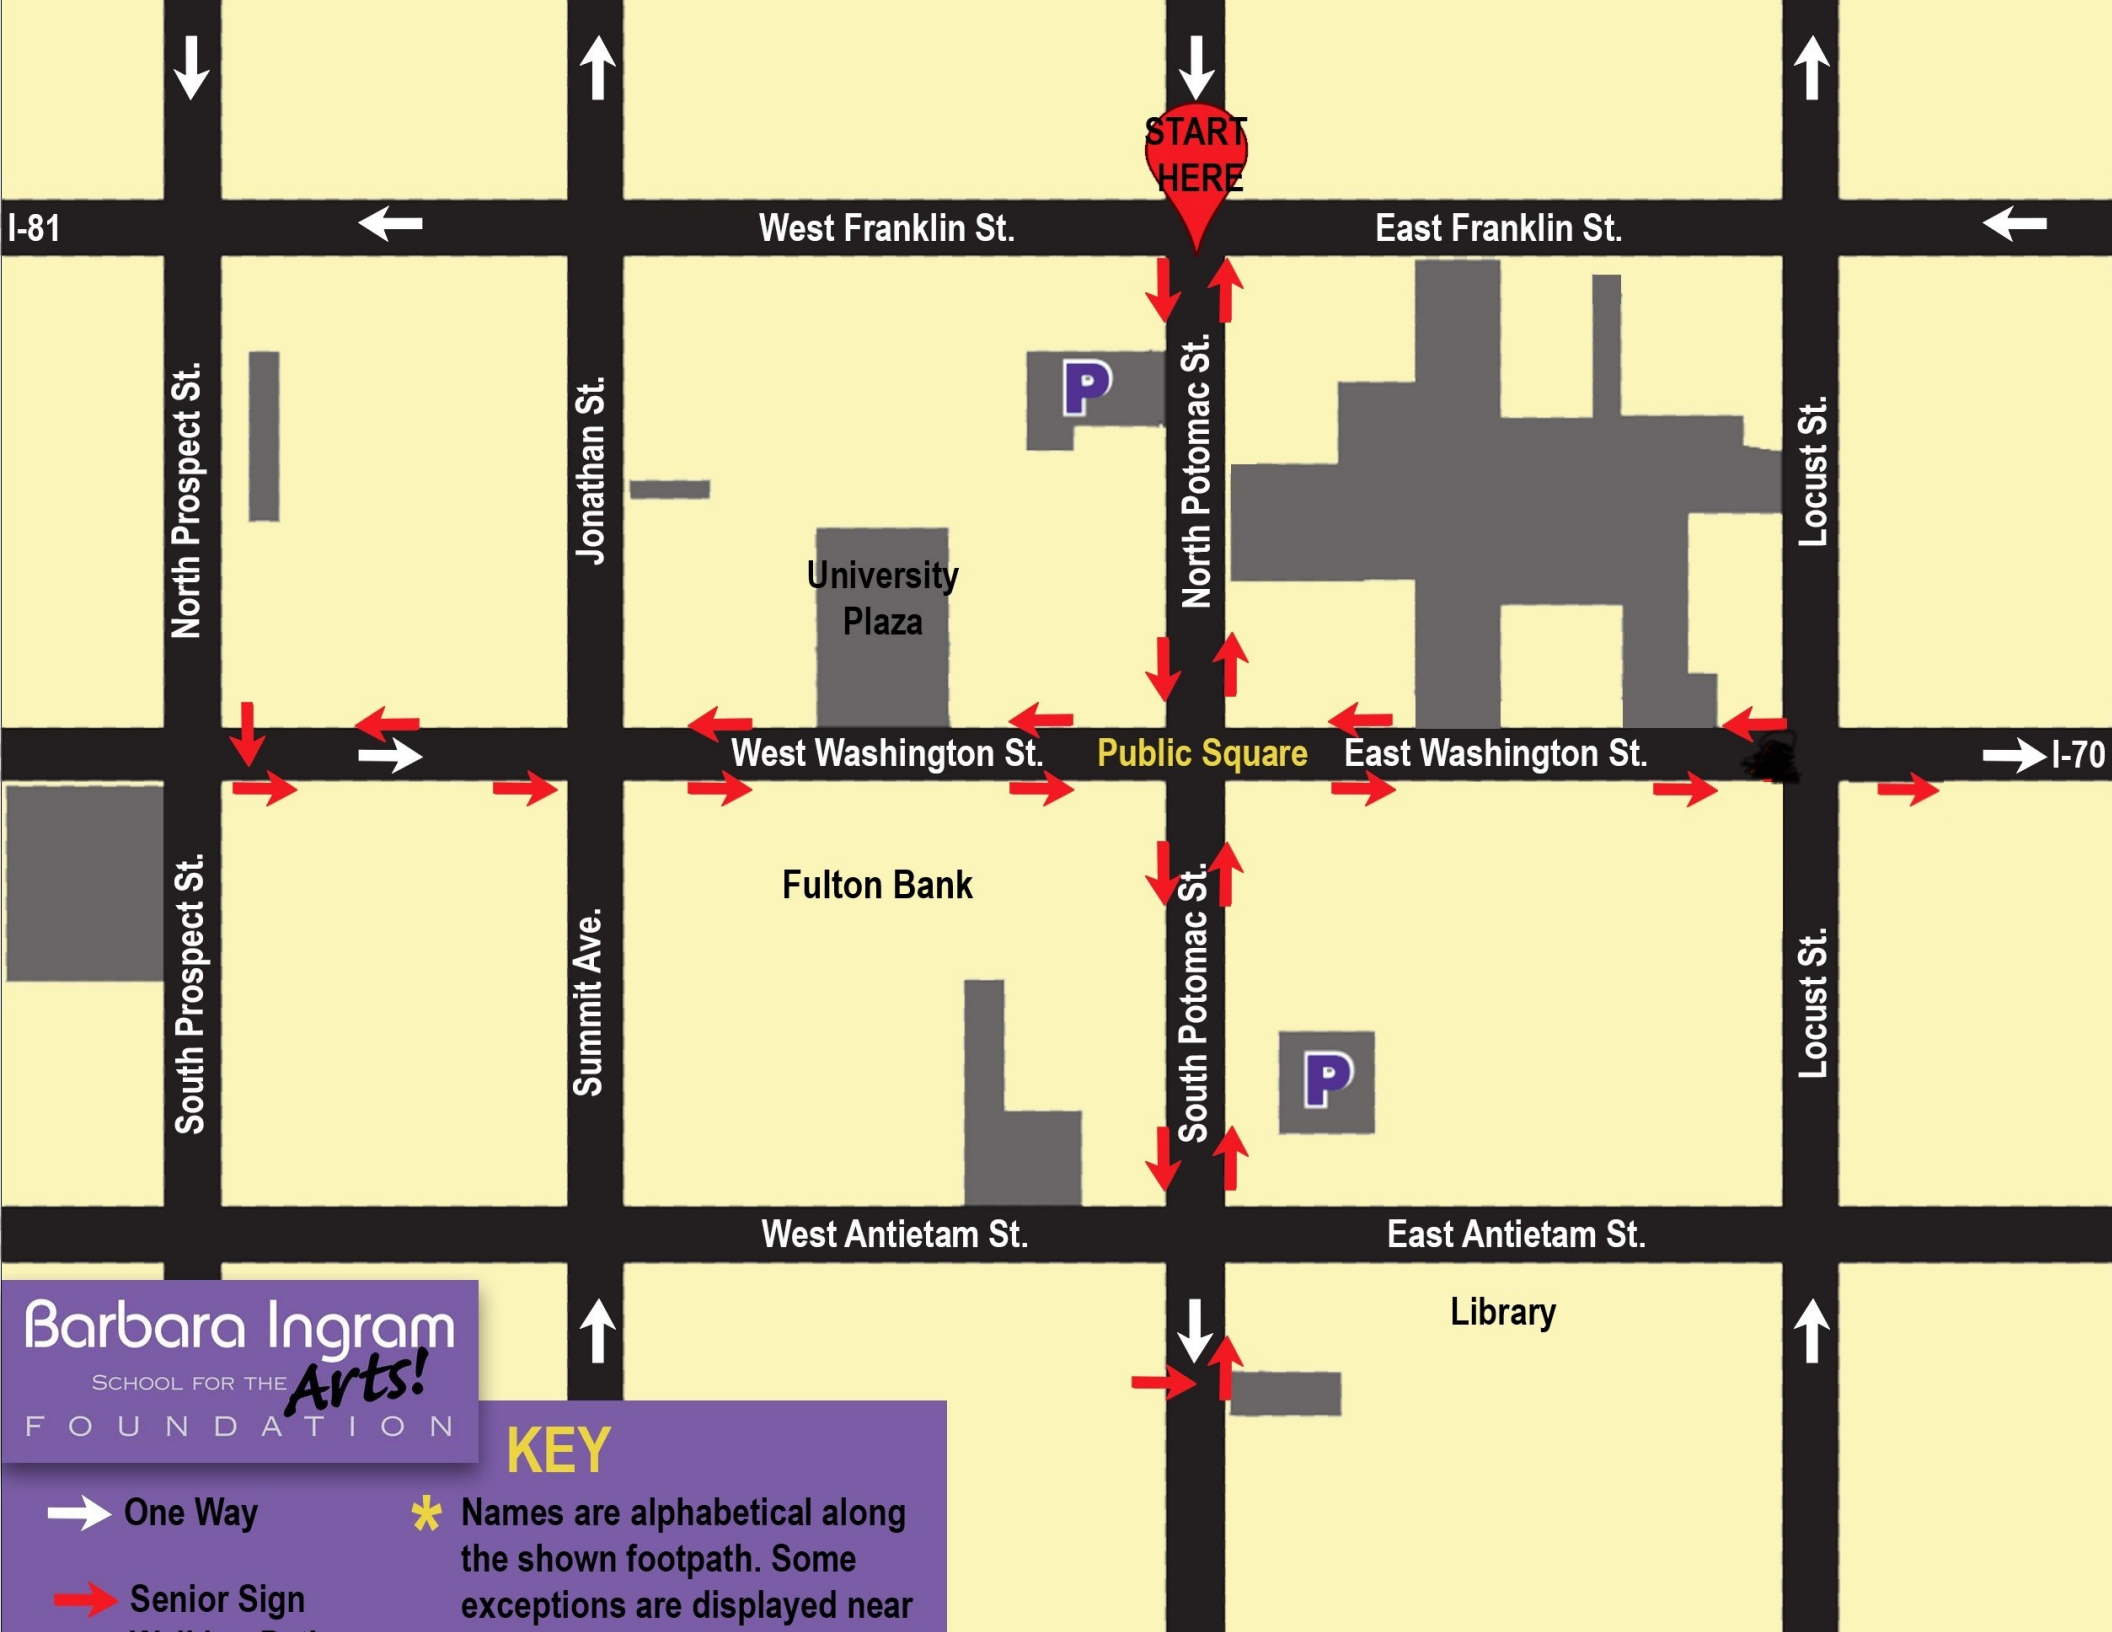 START
HERE
I-81
West Franklin St.
East Franklin St.
North Prospect St.
Jonathan St.
P
North Potomac St.
Locust St.
University
Plaza
West Washington St.
Public Square
East Washington St.
I-70
Fulton Bank
South Prospect St.
Summit Ave.
South Potomac St.
Locust St.
P
West Antietam St.
East Antietam St.
Library
Barbara Ingram
SCHOOL FOR THE Arts!
FOUNDATION
KEY
One Way
* Names are alphabetical along
the shown footpath. Some
exceptions are displayed near
Senior Sign